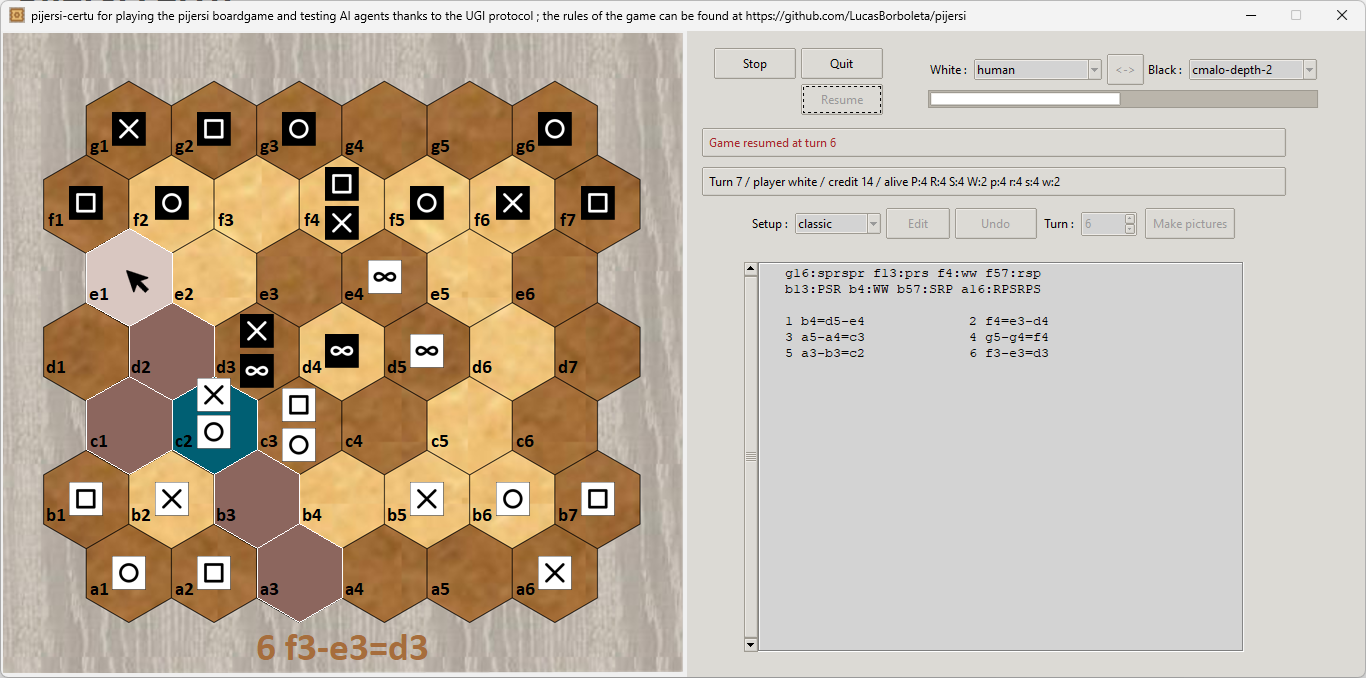 pijersi-certu for playing the pijersi boardgame and testing AI agents thanks to the UGI protocol ; the rules of the game can be found at https://github.com/LucasBorboleta/pijersi
Stop
Quit
Resume
White :
human
<->
Black :
cmalo-depth-2
Game resumed at turn 6
Turn 7 / player white / credit 14 / alive P:4 R:4 S:4 W:2 p:4 r:4 s:4 w:2
Setup :
classic
Edit
Undo
Turn :
6
Make pictures
g16:sprspr f13:prs f4:ww f57:rsp
b13:PSR b4:WW b57:SRP a16:RPSRPS
1 b4=d5-e4 2 f4=e3-d4
3 a5-a4=c3 4 g5-g4=f4
5 a3-b3=c2 6 f3-e3=d3
g1 g2 g3 g4 g5 g6
f1 f2 f3 f4 f5 f6 f7
e1 e2 e3 e4 e5 e6
d1 d2 d3 d4 d5 d6 d7
c1 c2 c3 c4 c5 c6
b1 b2 b3 b4 b5 b6 b7
a1 a2 a3 a4 a5 a6
6 f3-e3=d3